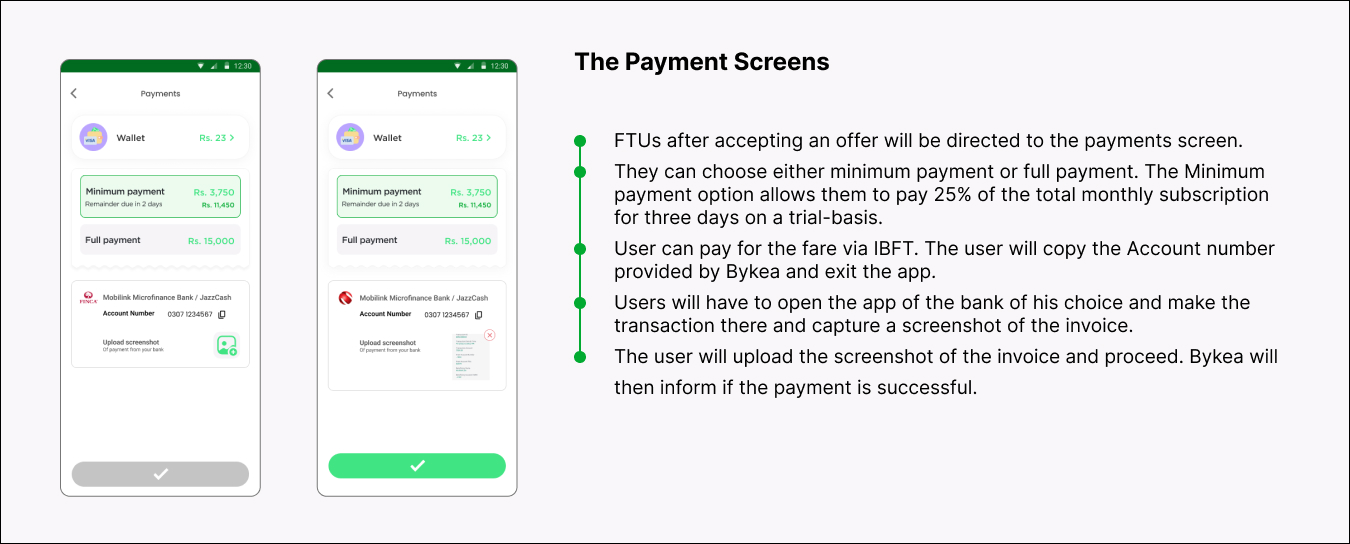 12:30
Payments
VISA
Wallet
Rs. 23
Minimum payment
Rs. 3,750
Remainder due in 2 days
Rs. 11,450
Full payment
Rs. 15,000
FINCA
Mobilink Microfinance Bank / JazzCash
Account Number
0307 1234567
Upload screenshot
Of payment from your bank
12:30
Payments
VISA
Wallet
Rs. 23
Minimum payment
Rs. 3,750
Remainder due in 2 days
Rs. 11,450
Full payment
Rs. 15,000
Mobilink Microfinance Bank / JazzCash
Account Number
0307 1234567
Upload screenshot
Of payment from your bank
The Payment Screens
FTUs after accepting an offer will be directed to the payments screen.
They can choose either minimum payment or full payment. The Minimum
payment option allows them to pay 25% of the total monthly subscription
for three days on a trial-basis.
User can pay for the fare via IBFT. The user will copy the Account number
provided by Bykea and exit the app.
Users will have to open the app of the bank of his choice and make the
transaction there and capture a screenshot of the invoice.
The user will upload the screenshot of the invoice and proceed. Bykea will
then inform if the payment is successful.